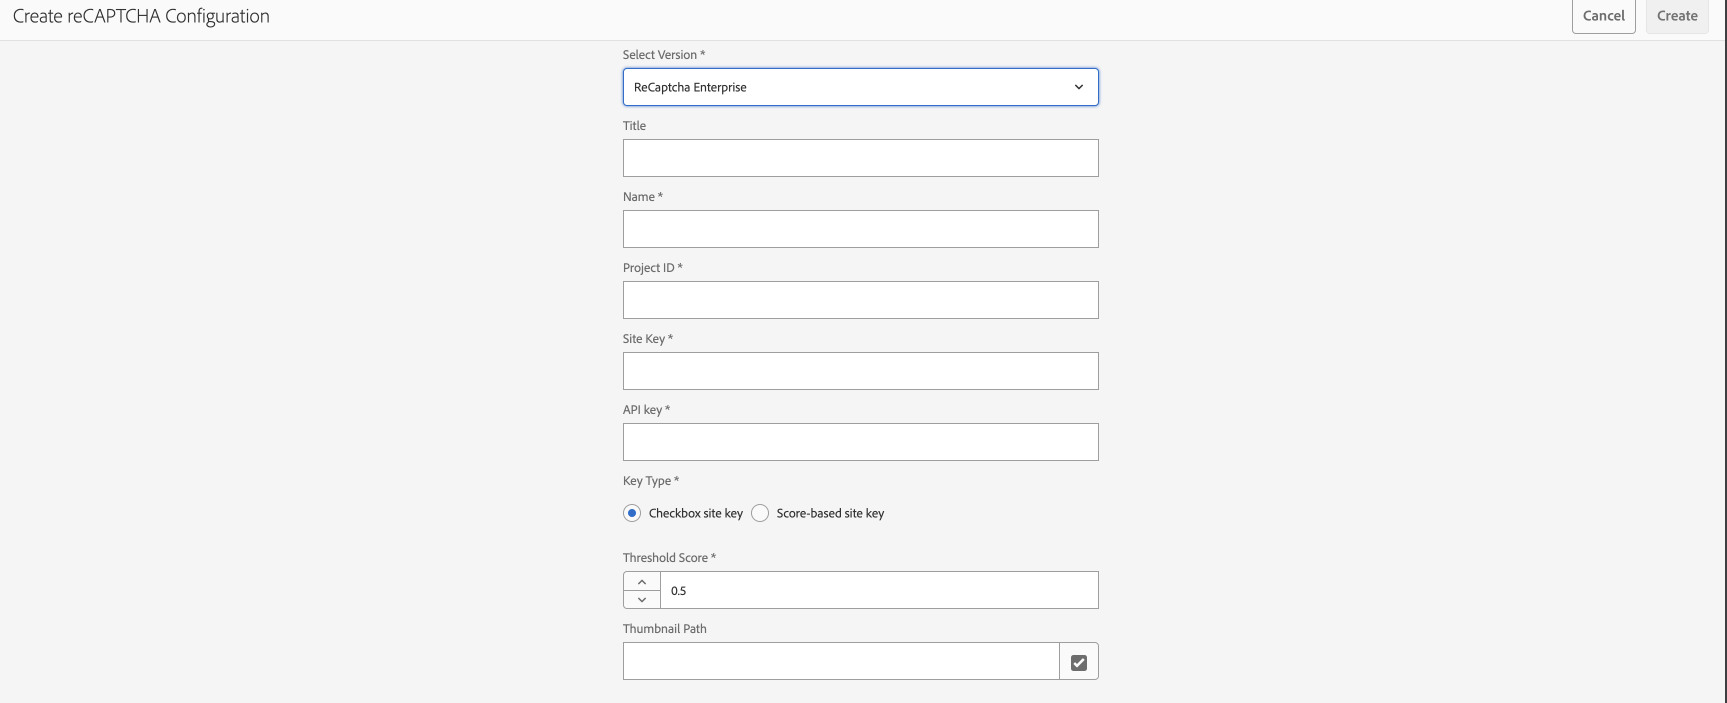 Create reCAPTCHA Configuration
Cancel
Create
Select Version *
ReCaptcha Enterprise
Title
Name *
Project ID *
Site Key *
API key *
Key Type *
Checkbox site key
Score-based site key
Threshold Score *
0.5
Thumbnail Path